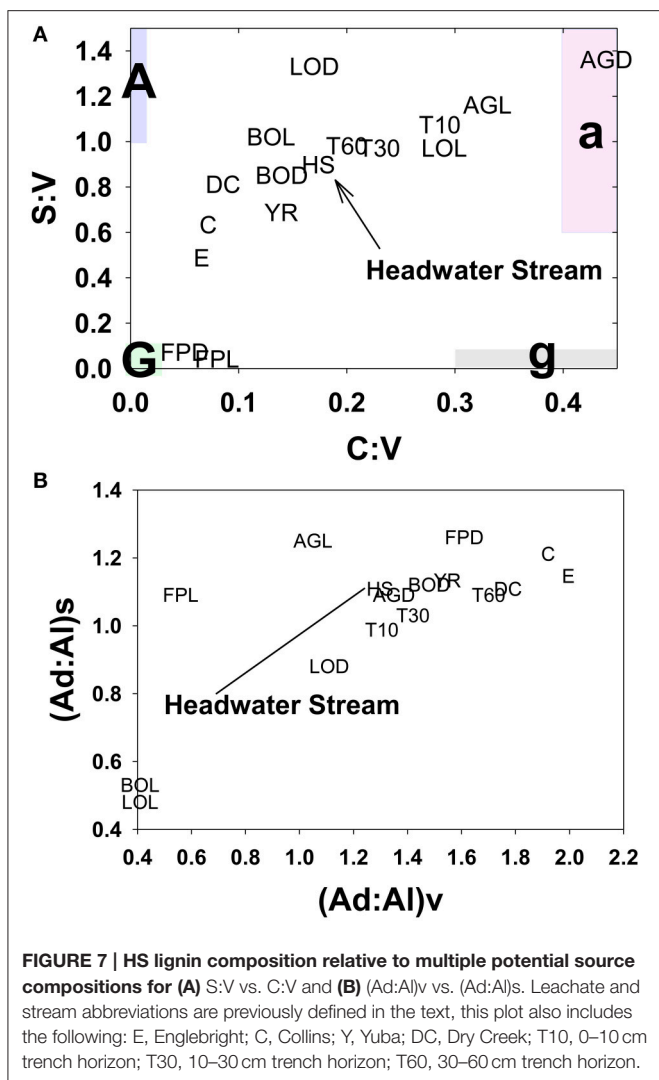 A
1.4
1.2
1.0
0.8
0.6
0.4
0.2
0.0
S:V
A
LOD
AGD
AGL
a
T10
BOL
T60
T30
LOL
HS
BOD
DC
YR
C
E
Headwater Stream
G
FPD
FPL
g
0.0 0.1 0.2 0.3 0.4
C:V
B
1.4
1.2
1.0
0.8
0.6
0.4
(Ad:Al)s
AGL
FPD
C
E
FPL
HS
AGD
BOD
YR
T60
DC
T30
T10
LOD
Headwater Stream
BOL
LOL
0.4 0.6 0.8 1.0 1.2 1.4 1.6 1.8 2.0 2.2
(Ad:Al)v
FIGURE 7 | HS lignin composition relative to multiple potential source
compositions for (A) S:V vs. C:V and (B) (Ad:Al)v vs. (Ad:Al)s. Leachate and
stream abbreviations are previously defined in the text, this plot also includes
the following: E, Englebright; C, Collins; Y, Yuba; DC, Dry Creek; T10, 0–10 cm
trench horizon; T30, 10–30 cm trench horizon; T60, 30–60 cm trench horizon.